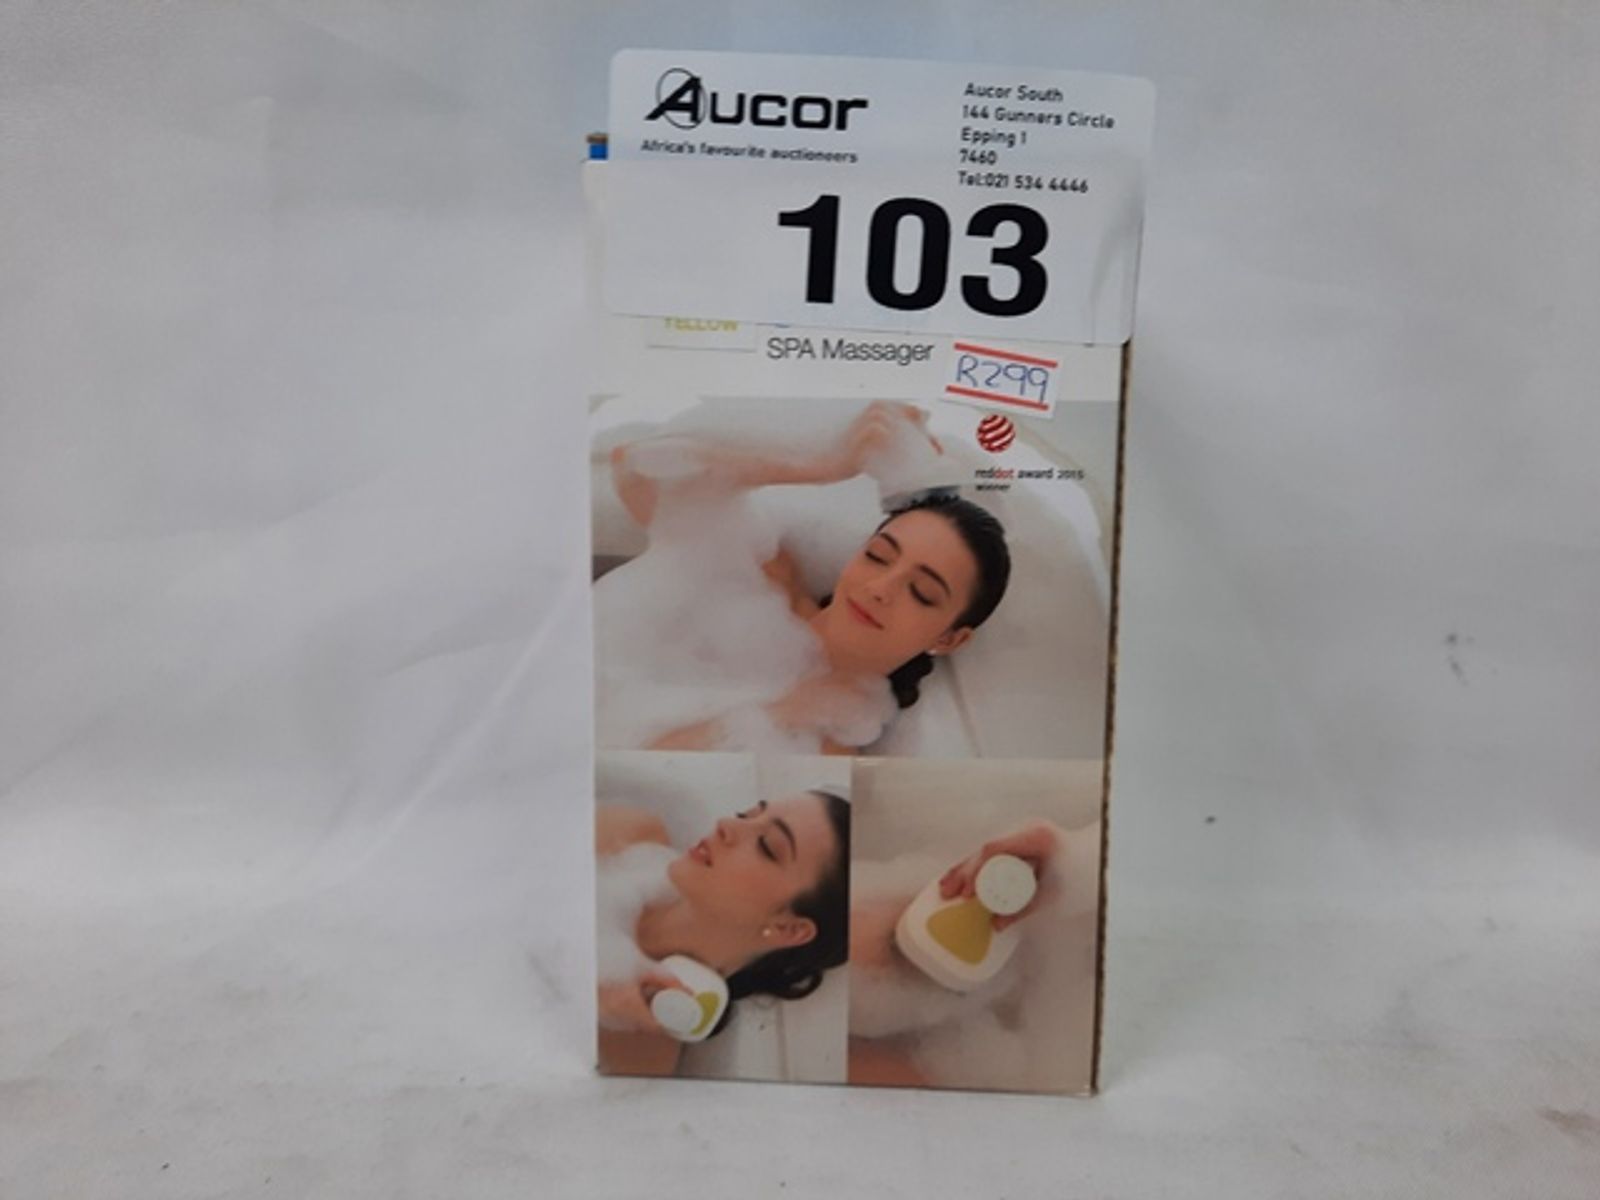 Aucor
Africa's favourite auctioneers
Aucor South
144 Gunners Circle
Epping 1
7460
Tel:021 534 4446
103
YELLOW
SPA Massager
R299
reddot award 2015
winner